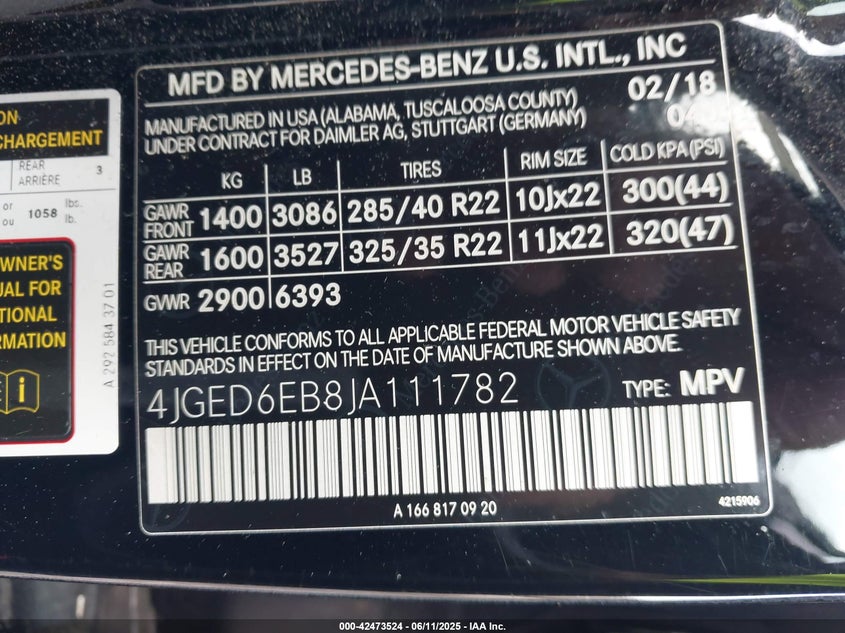 ON
CHARGEMENT
REAR
ARRIÈRE 3
or
ou 1058 lbs.
lb.
WNER'S
UAL FOR
TIONAL
RMATION
i
A 292 584 37 01
MFD BY MERCEDES-BENZ U.S. INTL., INC
MANUFACTURED IN USA (ALABAMA, TUSCALOOSA COUNTY) 02/18
UNDER CONTRACT FOR DAIMLER AG, STUTTGART (GERMANY)
KG LB TIRES RIM SIZE COLD KPA (PSI)
GAWR FRONT 1400 3086 285/40 R22 10Jx22 300(44)
GAWR REAR 1600 3527 325/35 R22 11Jx22 320(47)
GVWR 2900 6393
THIS VEHICLE CONFORMS TO ALL APPLICABLE FEDERAL MOTOR VEHICLE SAFETY
STANDARDS IN EFFECT ON THE DATE OF MANUFACTURE SHOWN ABOVE.
4JGED6EB8JA111782 TYPE: MPV
A 166 817 09 20 4215906
000-42473524 - 06/11/2025 - IAA Inc.